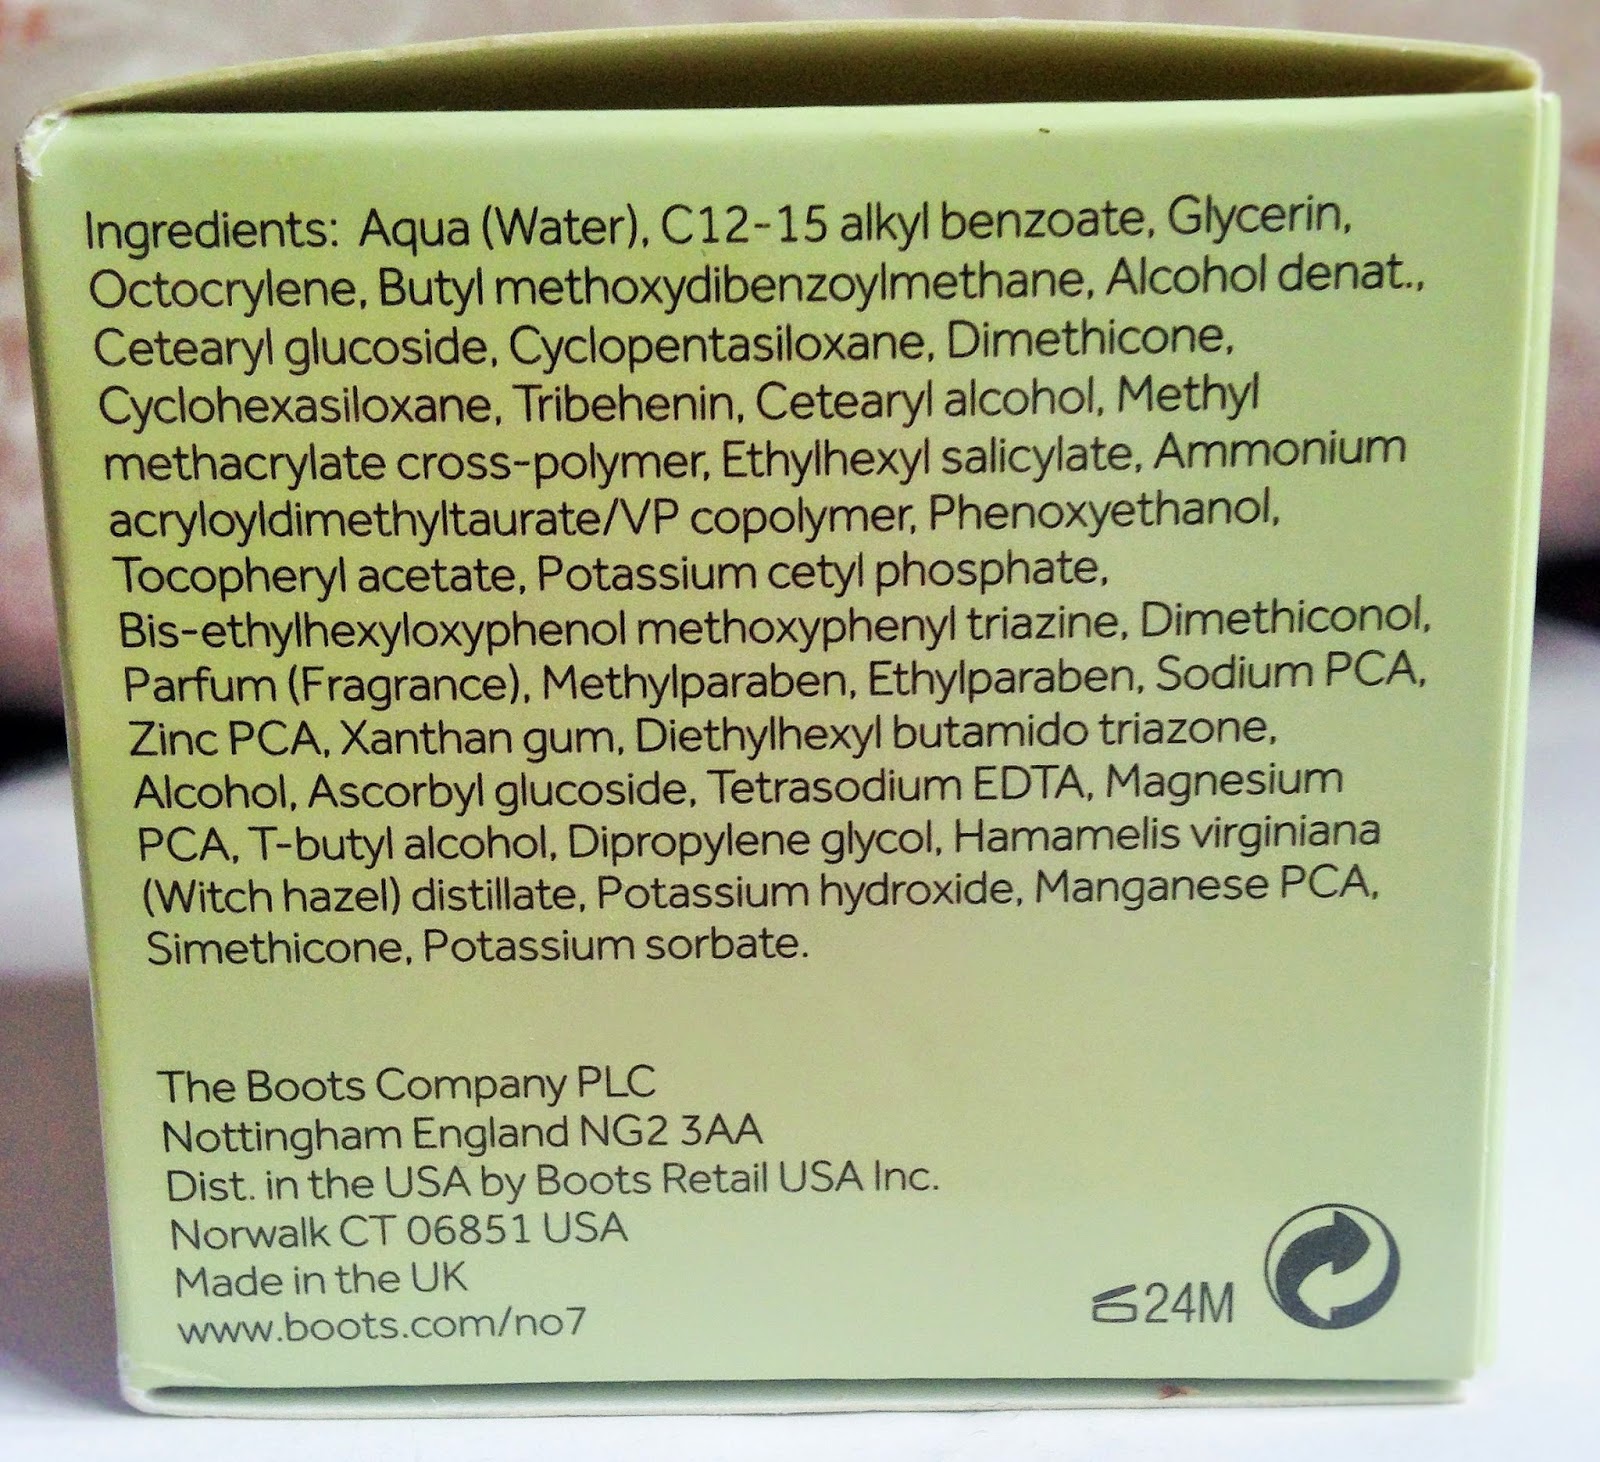 Ingredients: Aqua (Water), C12-15 alkyl benzoate, Glycerin,
Octocrylene, Butyl methoxydibenzoylmethane, Alcohol denat.,
Cetearyl glucoside, Cyclopentasiloxane, Dimethicone,
Cyclohexasiloxane, Tribehenin, Cetearyl alcohol, Methyl
methacrylate cross-polymer, Ethylhexyl salicylate, Ammonium
acryloyldimethyltaurate/VP copolymer, Phenoxyethanol,
Tocopheryl acetate, Potassium cetyl phosphate,
Bis-ethylhexyloxyphenol methoxyphenyl triazine, Dimethiconol,
Parfum (Fragrance), Methylparaben, Ethylparaben, Sodium PCA,
Zinc PCA, Xanthan gum, Diethylhexyl butamido triazone,
Alcohol, Ascorbyl glucoside, Tetrasodium EDTA, Magnesium
PCA, T-butyl alcohol, Dipropylene glycol, Hamamelis virginiana
(Witch hazel) distillate, Potassium hydroxide, Manganese PCA,
Simethicone, Potassium sorbate.
The Boots Company PLC
Nottingham England NG2 3AA
Dist. in the USA by Boots Retail USA Inc.
Norwalk CT 06851 USA
Made in the UK
www.boots.com/no7
24M